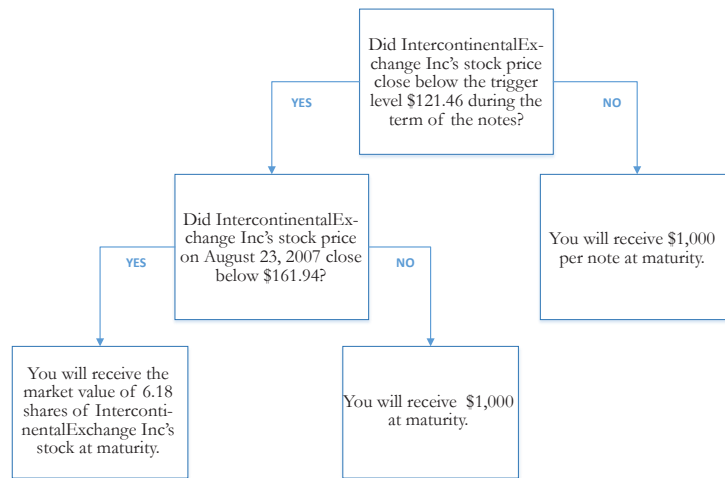 Did IntercontinentalEx-
change Inc's stock price
close below the trigger
level $121.46 during the
term of the notes?
YES
NO
Did IntercontinentalEx-
change Inc's stock price
on August 23, 2007 close
below $161.94?
You will receive $1,000
per note at maturity.
YES
NO
You will receive the
market value of 6.18
shares of Interconti-
nentalExchange Inc's
stock at maturity.
You will receive $1,000
at maturity.